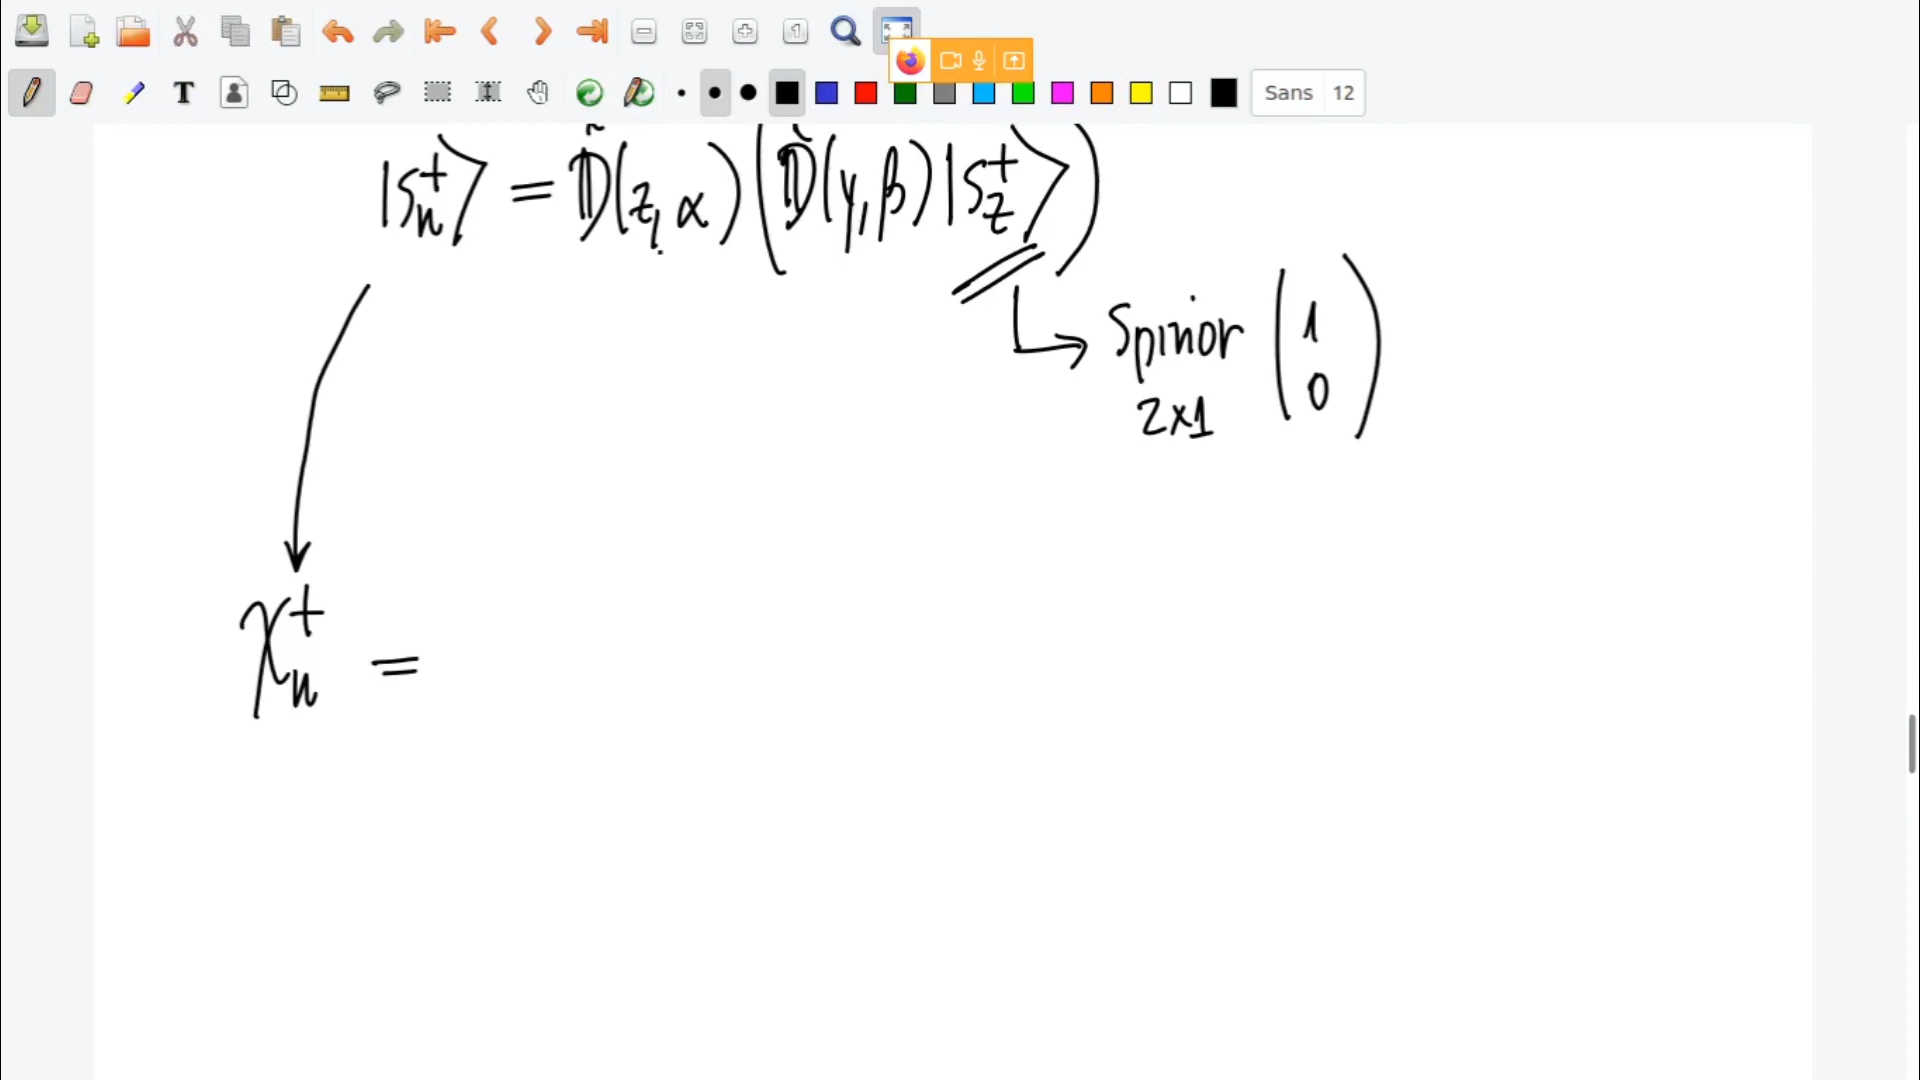 T Sans 12
|S_n^+⟩ = D̃(z, α) (D̃(y, β) |S_z^+⟩)
Spinor (1 0)
2x1
χ_n^+ =